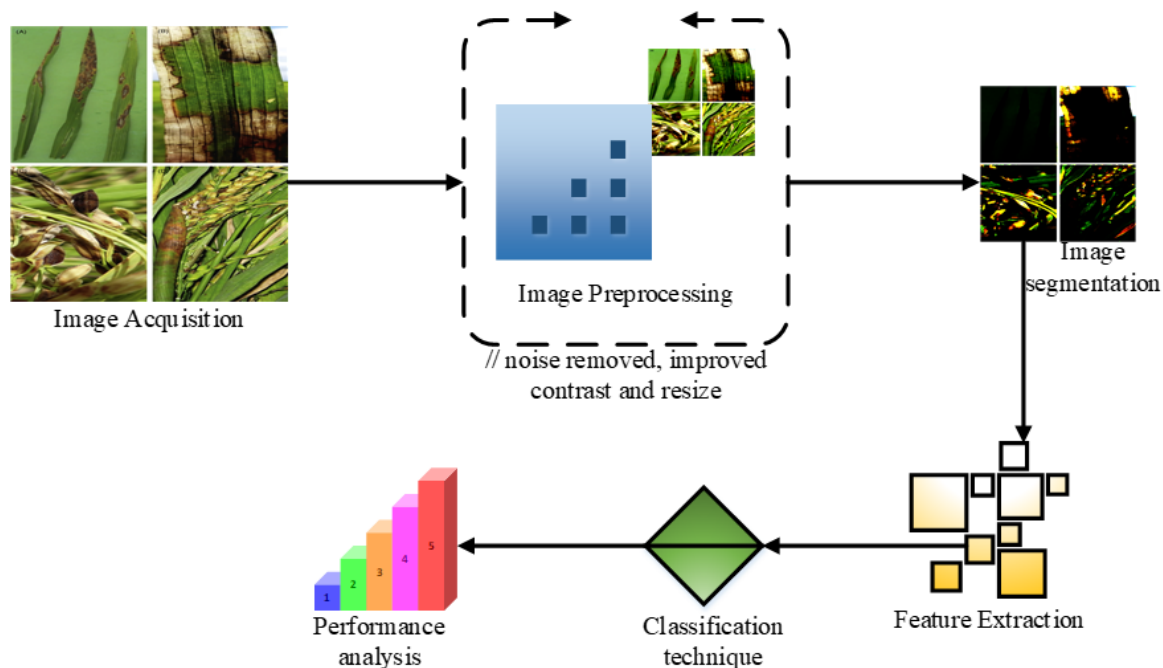 (A)
(B)
Image Acquisition
Image Preprocessing
// noise removed, improved
contrast and resize
Image
segmentation
Feature Extraction
Classification
technique
1
2
3
4
5
Performance
analysis